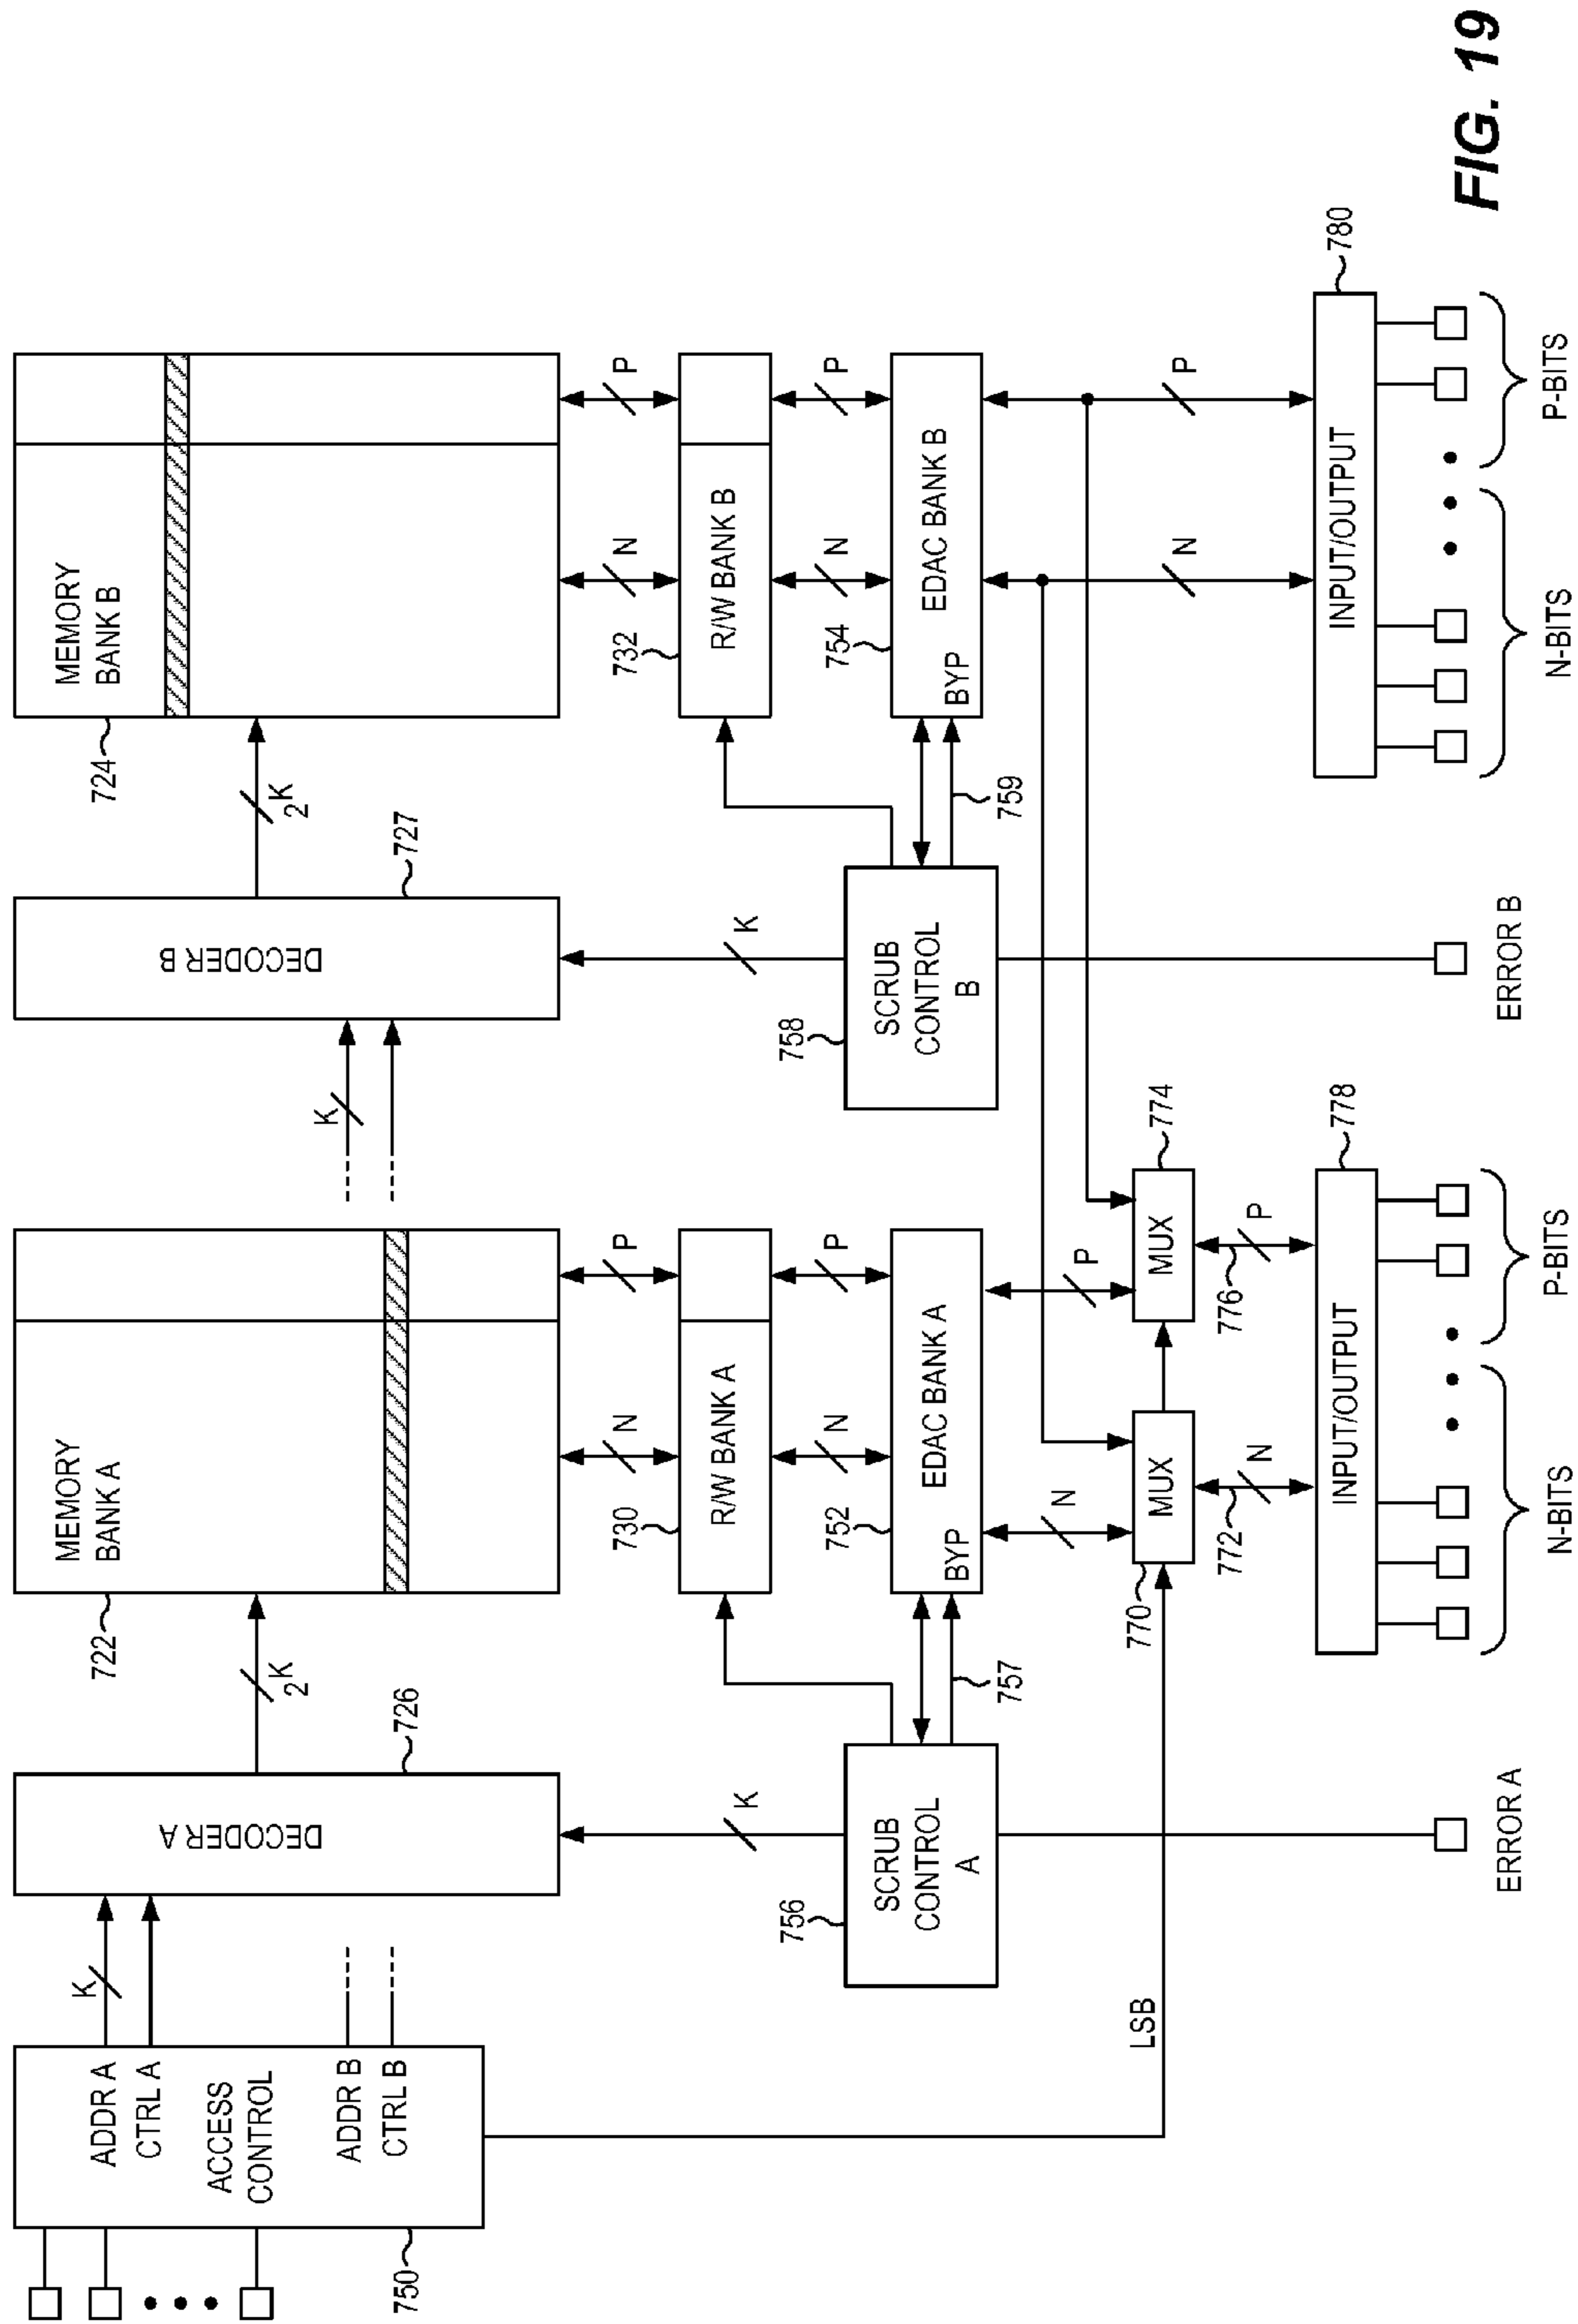 ADDR A
CTRL A
ACCESS
CONTROL
ADDR B
CTRL B
750
K
DECODER A
726
2K
MEMORY
BANK A
722
K
DECODER B
727
2K
MEMORY
BANK B
724
N
P
N
P
R/W BANK A
730
R/W BANK B
732
K
N
P
K
N
P
SCRUB
CONTROL
A
756
757
EDAC BANK A
BYP
752
SCRUB
CONTROL
B
758
759
EDAC BANK B
BYP
754
LSB
N
P
MUX
770
MUX
774
772
N
776
P
N
P
INPUT/OUTPUT
778
INPUT/OUTPUT
780
ERROR A
N-BITS
P-BITS
ERROR B
N-BITS
P-BITS
FIG. 19